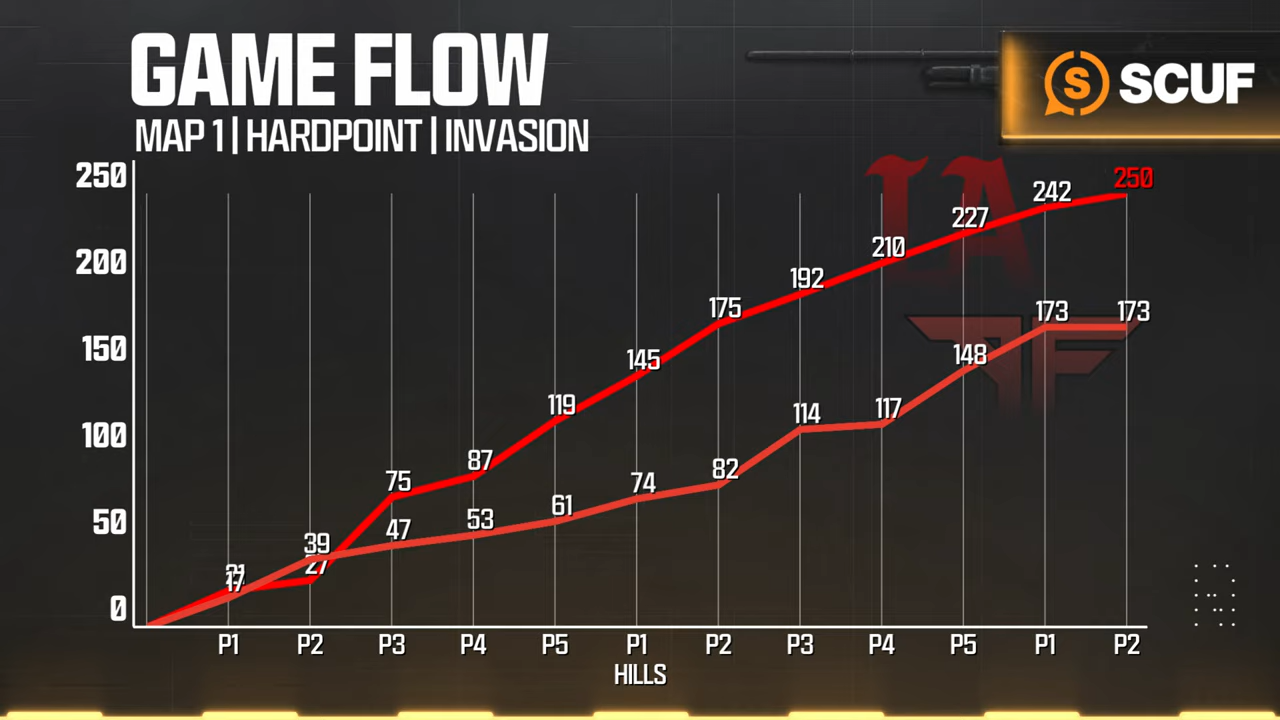 GAME FLOW
MAP 1 | HARDPOINT | INVASION
S SCUF
LA
250
200
150
100
50
0
21 27 75 87 119 145 175 192 210 227 242 250
17 39 47 53 61 74 82 114 117 148 173 173
P1 P2 P3 P4 P5 P1 P2 P3 P4 P5 P1 P2
HILLS